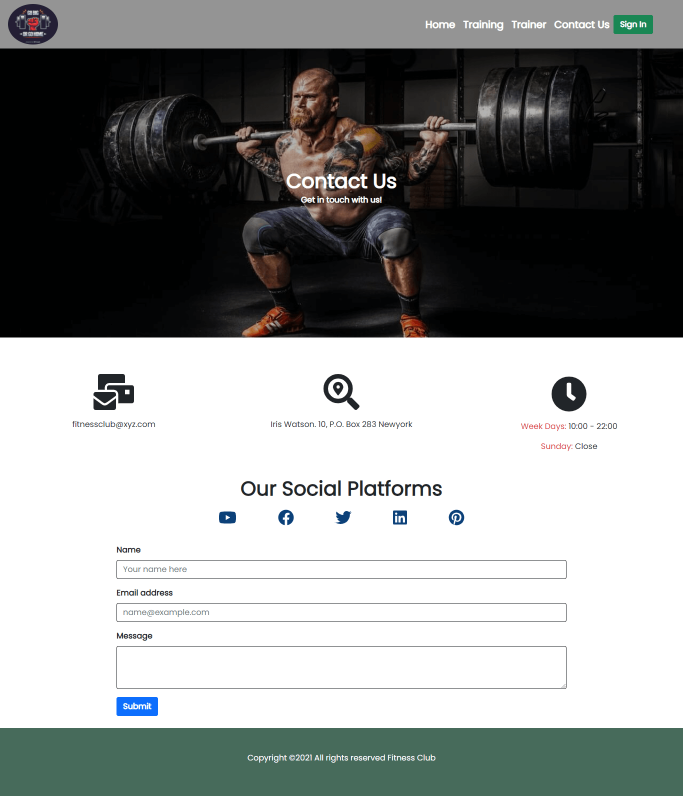 Home Training Trainer Contact Us Sign In
Contact Us
Get in touch with us!
fitnessclub@xyz.com
Iris Watson. 10, P.O. Box 283 Newyork
Week Days: 10:00 - 22:00
Sunday: Close
Our Social Platforms
Name
Your name here
Email address
name@example.com
Message
Submit
Copyright ©2021 All rights reserved Fitness Club